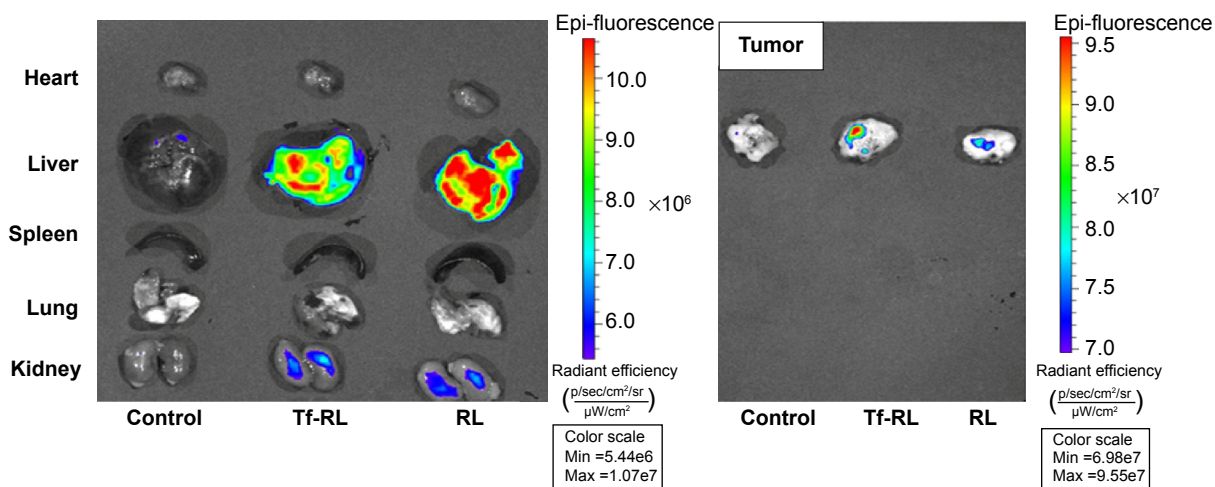 Epi-fluorescence
Heart
Liver
Spleen
Lung
Kidney
Control
Tf-RL
RL
10.0
9.0
8.0
7.0
6.0
×10⁶
Radiant efficiency
(p/sec/cm²/sr
µW/cm²)
Color scale
Min =5.44e6
Max =1.07e7
Tumor
Epi-fluorescence
Control
Tf-RL
RL
9.5
9.0
8.5
8.0
7.5
7.0
×10⁷
Radiant efficiency
(p/sec/cm²/sr
µW/cm²)
Color scale
Min =6.98e7
Max =9.55e7